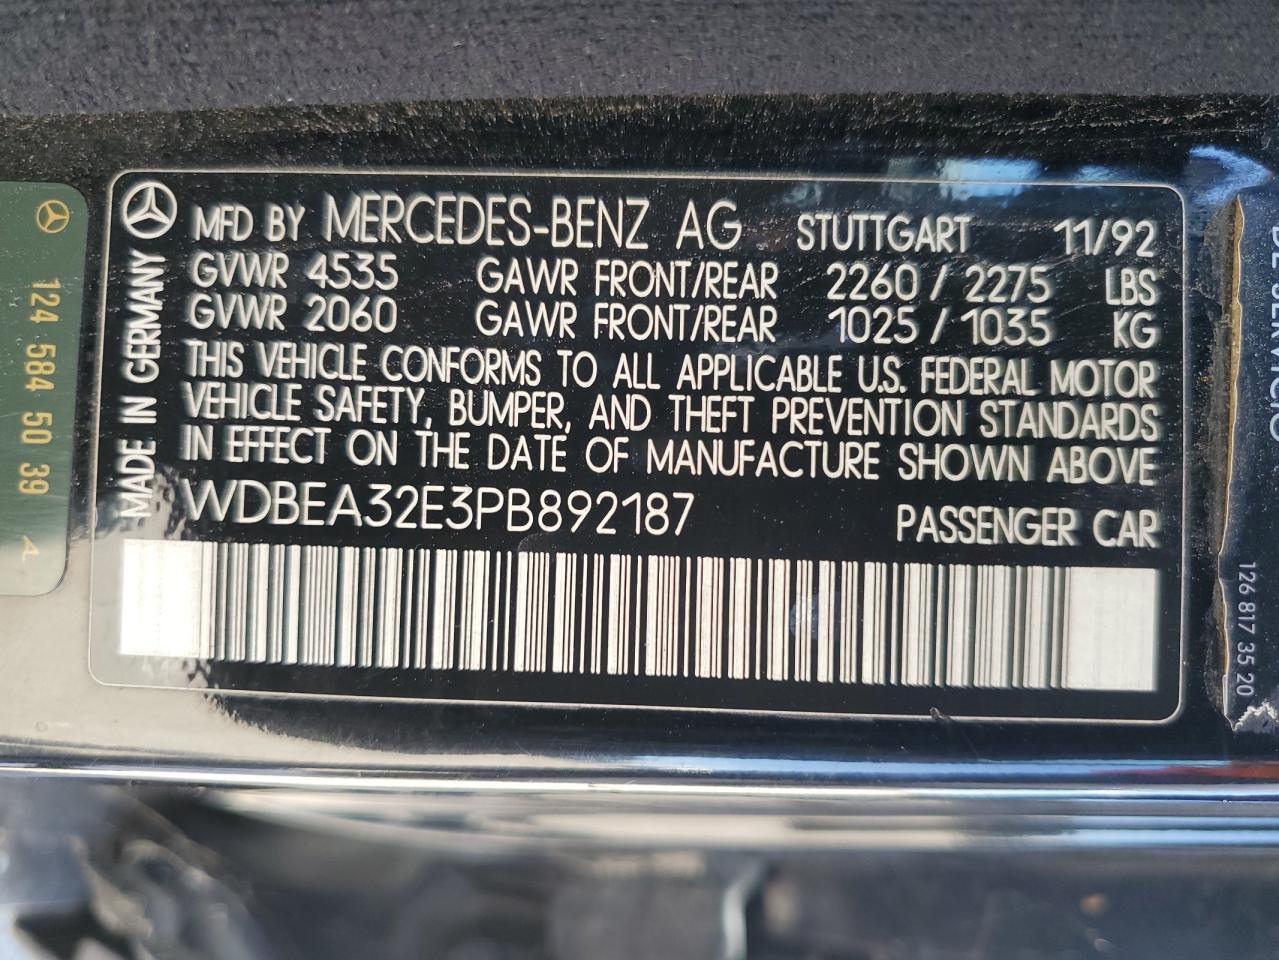 MFD BY MERCEDES-BENZ AG STUTTGART 11/92
GVWR 4535 GAWR FRONT/REAR 2260 / 2275 LBS
GVWR 2060 GAWR FRONT/REAR 1025 / 1035 KG
THIS VEHICLE CONFORMS TO ALL APPLICABLE U.S. FEDERAL MOTOR
VEHICLE SAFETY, BUMPER, AND THEFT PREVENTION STANDARDS
IN EFFECT ON THE DATE OF MANUFACTURE SHOWN ABOVE
WDBEA32E3PB892187 PASSENGER CAR
MADE IN GERMANY
124 584 50 39 A
126 817 35 20